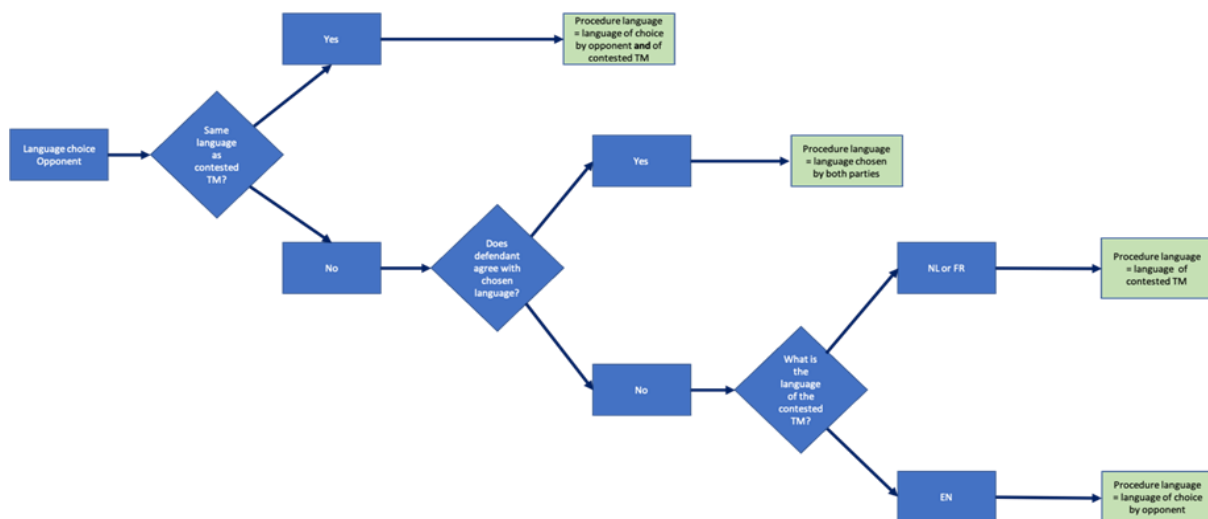 Yes
Procedure language
= language of choice
by opponent and of
contested TM
Language choice
Opponent
Same
language
as
contested
TM?
Yes
Procedure language
= language chosen
by both parties
No
Does
defendant
agree with
chosen
language?
NL or FR
Procedure language
= language of
contested TM
No
What is
the
language
of the
contested
TM?
EN
Procedure language
= language of choice
by opponent